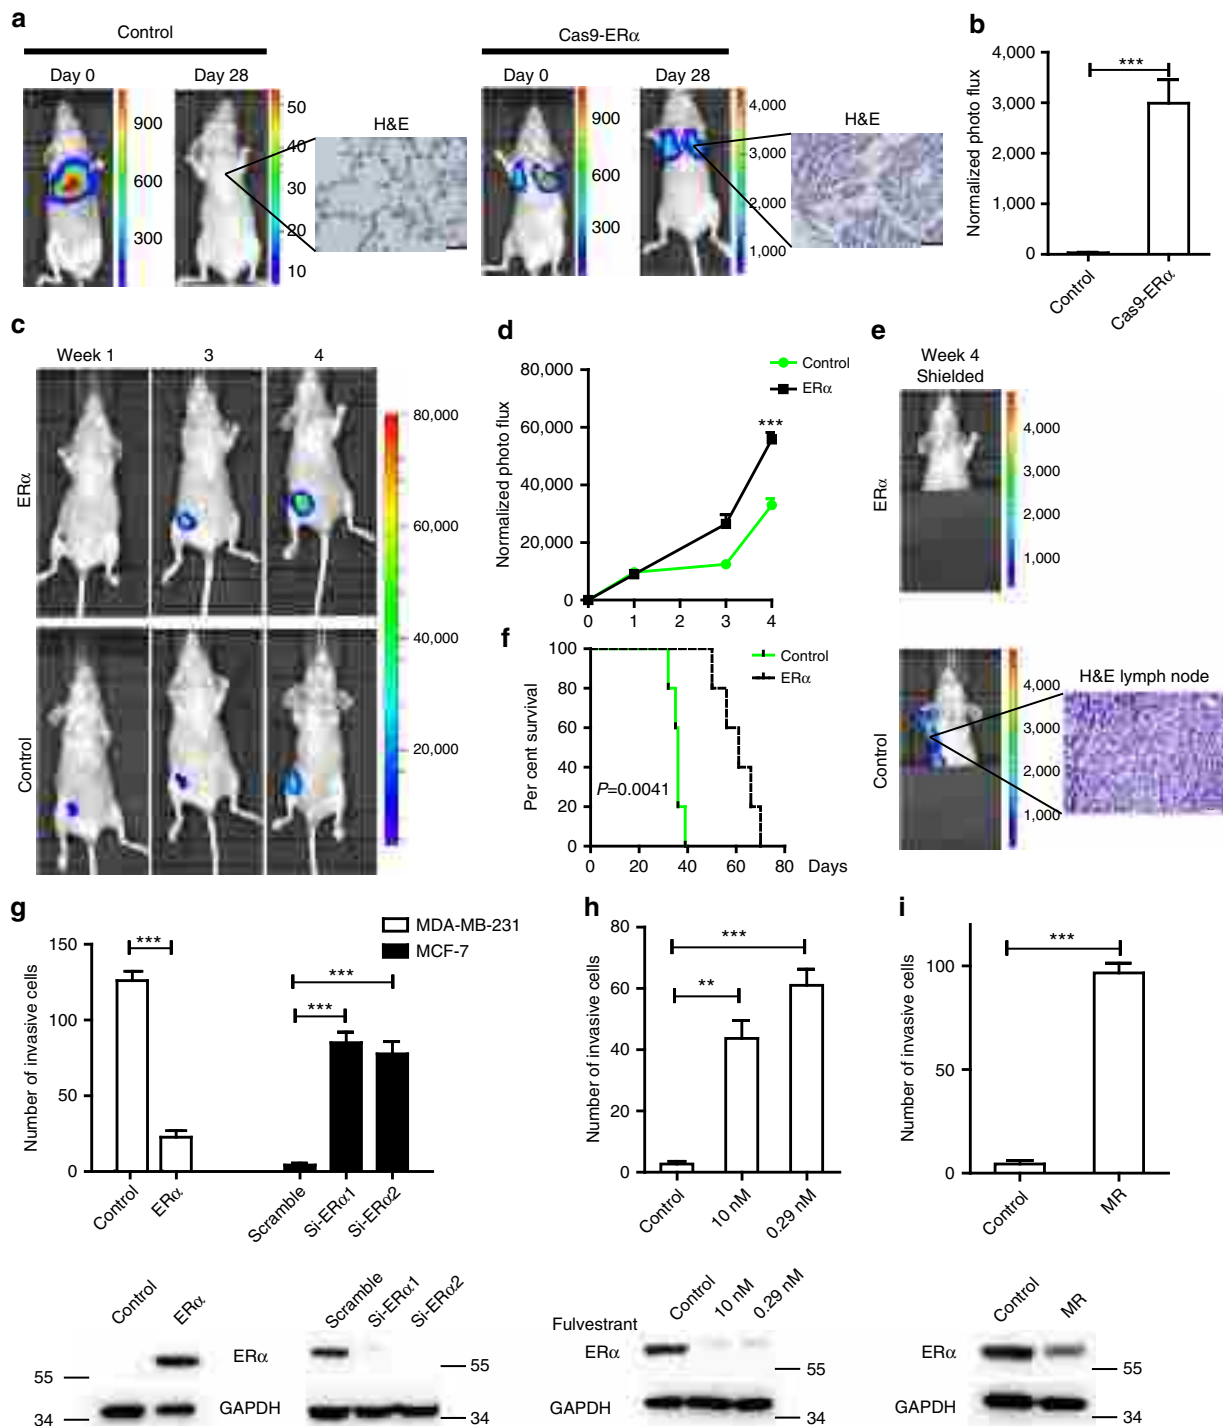 a
Control
Day 0
Day 28
900
600
300
50
40
30
20
10
H&E
Cas9-ERα
Day 0
Day 28
900
600
300
4,000
3,000
2,000
1,000
H&E
b
Normalized photo flux
4,000
3,000
2,000
1,000
0
***
Control
Cas9-ERα
c
Week 1
3
4
ERα
Control
80,000
60,000
40,000
20,000
d
Normalized photo flux
80,000
60,000
40,000
20,000
0
0
1
2
3
4
Control
ERα
***
e
Week 4
Shielded
ERα
4,000
3,000
2,000
1,000
Control
4,000
3,000
2,000
1,000
H&E lymph node
f
Per cent survival
100
80
60
40
20
0
0
20
40
60
80
Days
Control
ERα
P=0.0041
g
Number of invasive cells
150
100
50
0
MDA-MB-231
MCF-7
***
***
***
Control
ERα
Scramble
Si-ERα1
Si-ERα2
Control
ERα
Scramble
Si-ERα1
Si-ERα2
ERα
GAPDH
55
34
55
34
h
Number of invasive cells
80
60
40
20
0
**
***
Control
10 nM
0.29 nM
Fulvestrant
Control
10 nM
0.29 nM
ERα
GAPDH
55
34
i
Number of invasive cells
100
50
0
***
Control
MR
Control
MR
ERα
GAPDH
55
34